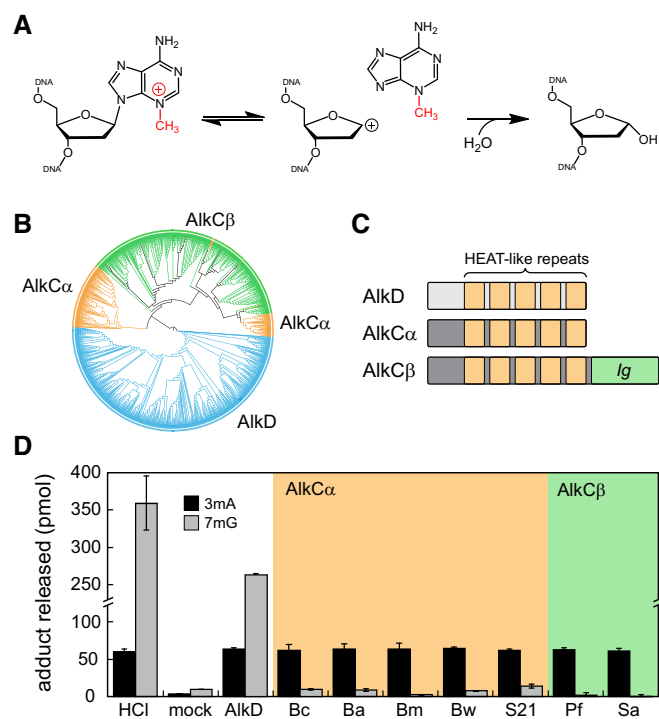 A
NH₂
NH₂
DNA
O
O
N
N
N
N
⊕
CH₃
O
DNA
DNA
O
O
⊕
O
DNA
N
N
N
N
CH₃
H₂O
DNA
O
O
OH
O
DNA
B
AlkCβ
AlkCα
AlkCα
AlkD
C
HEAT-like repeats
AlkD
AlkCα
AlkCβ
Ig
D
adduct released (pmol)
400
350
300
250
100
50
0
3mA
7mG
AlkCα
AlkCβ
HCl mock AlkD Bc Ba Bm Bw S21 Pf Sa